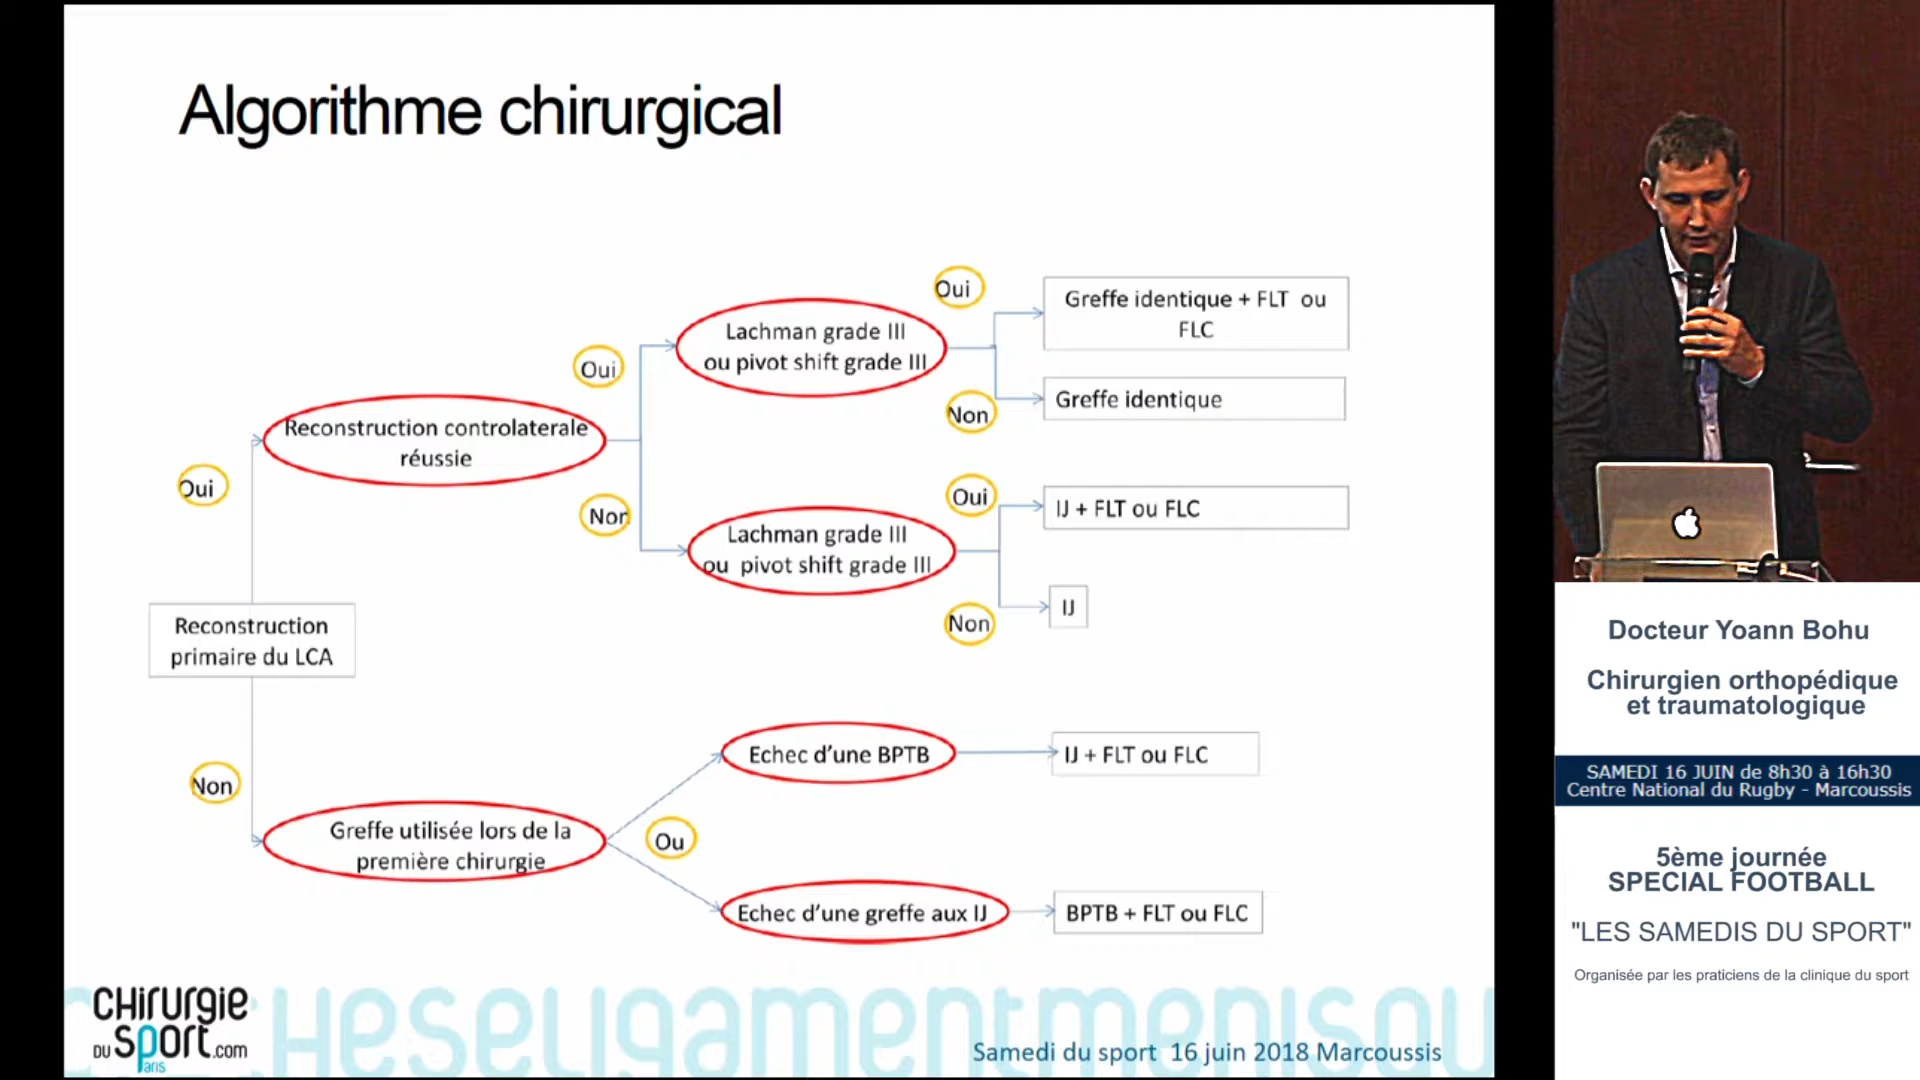 Algorithme chirurgical
Oui
Greffe identique + FLT ou
FLC
Lachman grade III
ou pivot shift grade III
Oui
Non
Greffe identique
Reconstruction controlaterale
réussie
Oui
Non
Oui
IJ + FLT ou FLC
Lachman grade III
ou pivot shift grade III
Non
IJ
Reconstruction
primaire du LCA
Echec d'une BPTB
IJ + FLT ou FLC
Non
Greffe utilisée lors de la
première chirurgie
Ou
Echec d'une greffe aux IJ
BPTB + FLT ou FLC
CHirurgie
DU SPORT.com
Paris
Samedi du sport 16 juin 2018 Marcoussis
Docteur Yoann Bohu
Chirurgien orthopédique
et traumatologique
SAMEDI 16 JUIN de 8h30 à 16h30
Centre National du Rugby - Marcoussis
5ème journée
SPECIAL FOOTBALL
"LES SAMEDIS DU SPORT"
Organisée par les praticiens de la clinique du sport